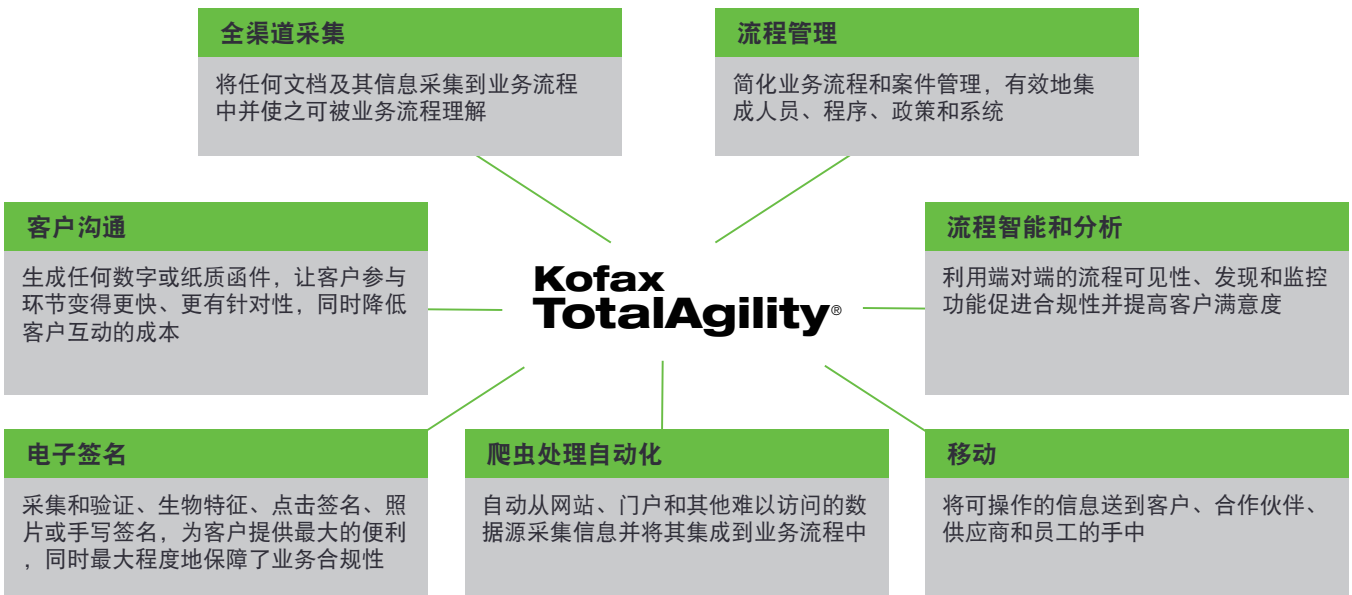 全渠道采集
将任何文档及其信息采集到业务流程
中并使之可被业务流程理解
流程管理
简化业务流程和案件管理，有效地集
成人员、程序、政策和系统
客户沟通
生成任何数字或纸质函件，让客户参与
环节变得更快、更有针对性，同时降低
客户互动的成本
Kofax
TotalAgility®
流程智能和分析
利用端对端的流程可见性、发现和监控
功能促进合规性并提高客户满意度
电子签名
采集和验证、生物特征、点击签名、照
片或手写签名，为客户提供最大的便利
，同时最大程度地保障了业务合规性
爬虫处理自动化
自动从网站、门户和其他难以访问的数
据源采集信息并将其集成到业务流程中
移动
将可操作的信息送到客户、合作伙伴、
供应商和员工的手中